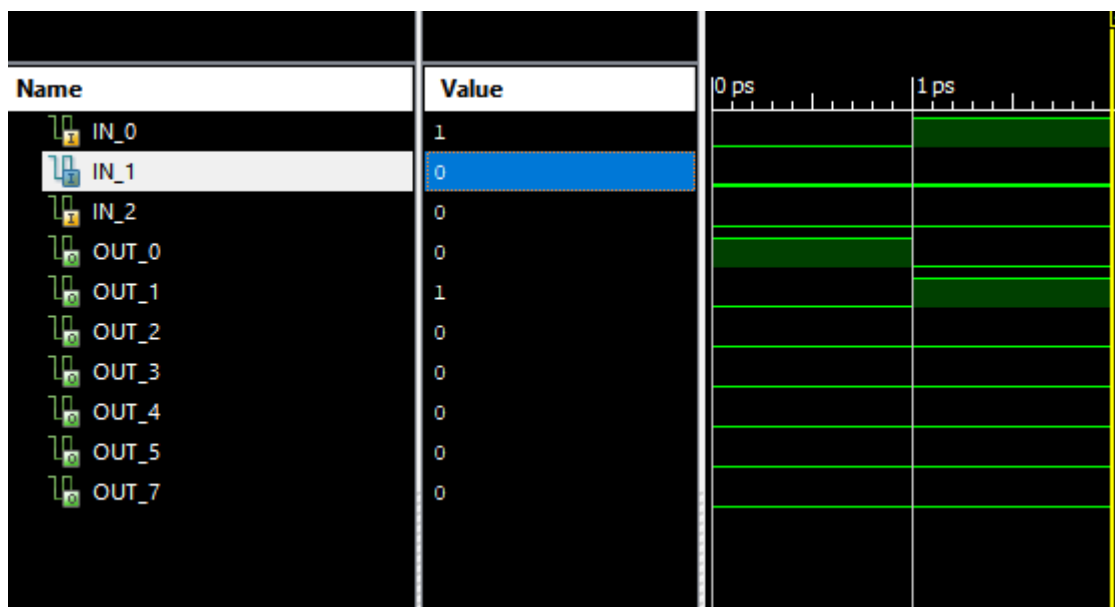 Name Value 0 ps 1 ps
IN_0 1
IN_1 0
IN_2 0
OUT_0 0
OUT_1 1
OUT_2 0
OUT_3 0
OUT_4 0
OUT_5 0
OUT_7 0